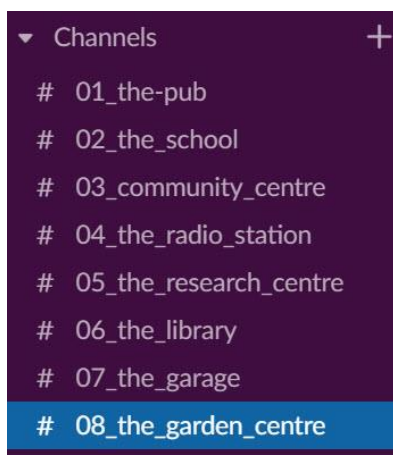 Channels +
# 01_the-pub
# 02_the_school
# 03_community_centre
# 04_the_radio_station
# 05_the_research_centre
# 06_the_library
# 07_the_garage
# 08_the_garden_centre